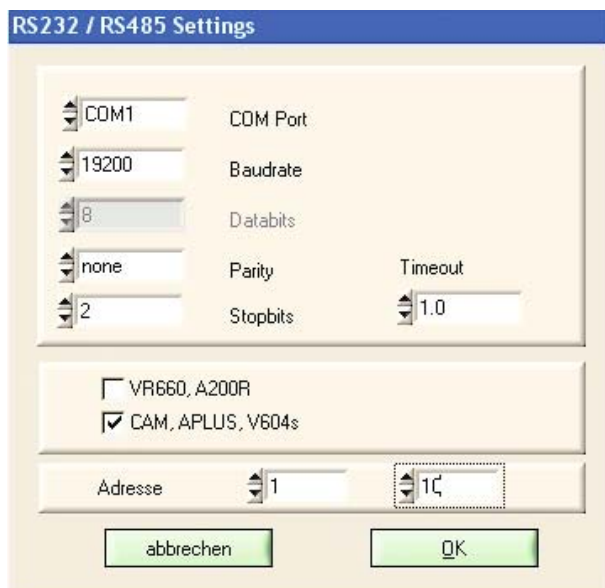 RS232 / RS485 Settings
COM1 COM Port
19200 Baudrate
8 Databits
none Parity Timeout
2 Stopbits 1.0
VR660, A200R
CAM, APLUS, V604s
Adresse 1
abbrechen OK